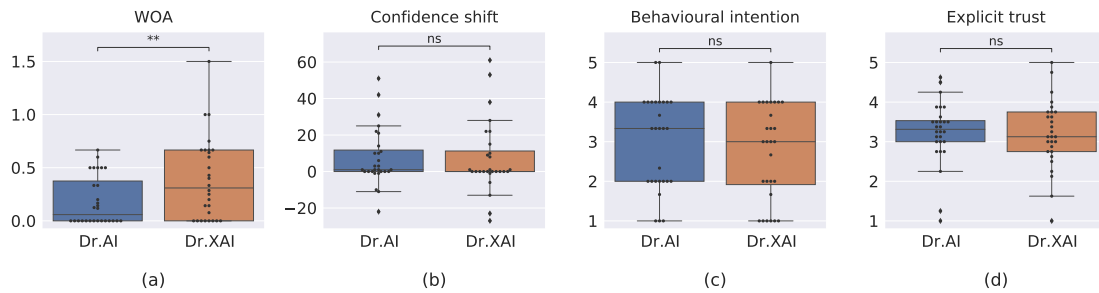 WOA
**
1.5
1.0
0.5
0.0
Dr.AI Dr.XAI
(a)
Confidence shift
ns
60
40
20
0
−20
Dr.AI Dr.XAI
(b)
Behavioural intention
ns
5
4
3
2
1
Dr.AI Dr.XAI
(c)
Explicit trust
ns
5
4
3
2
1
Dr.AI Dr.XAI
(d)